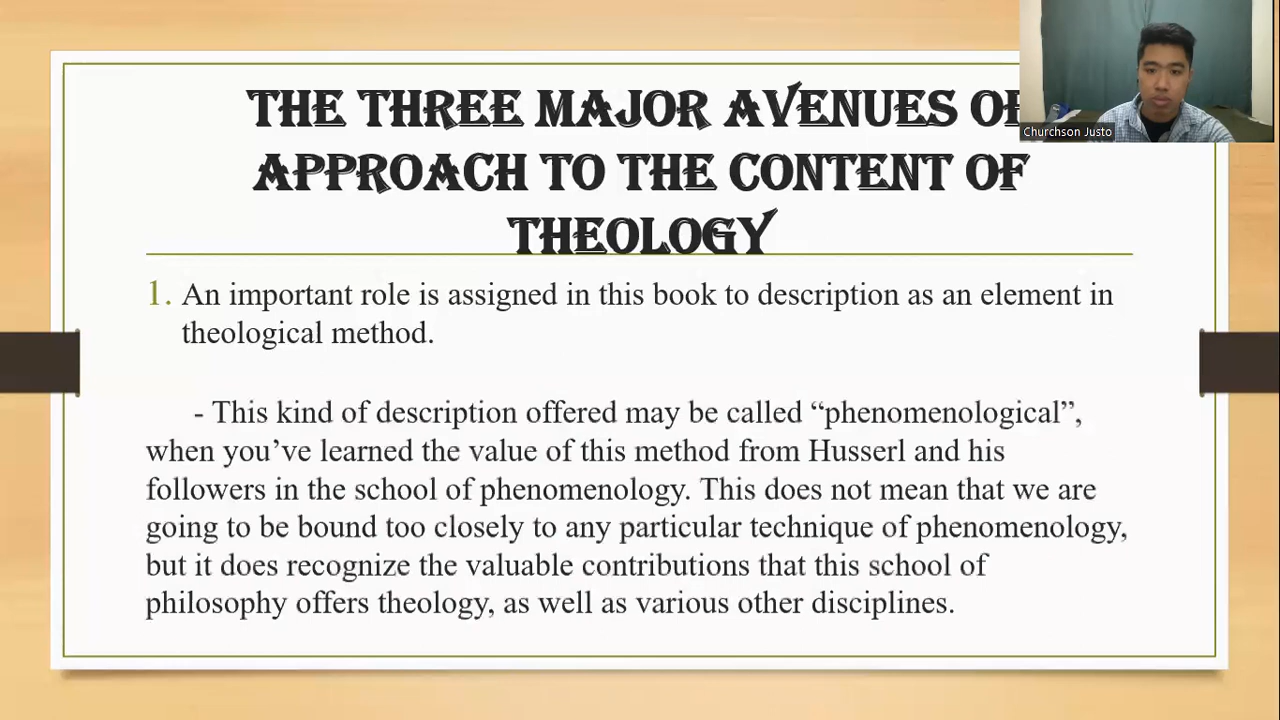 THE THREE MAJOR AVENUES OF
APPROACH TO THE CONTENT OF
THEOLOGY
Churchson Justo
1. An important role is assigned in this book to description as an element in
theological method.
- This kind of description offered may be called “phenomenological”,
when you’ve learned the value of this method from Husserl and his
followers in the school of phenomenology. This does not mean that we are
going to be bound too closely to any particular technique of phenomenology,
but it does recognize the valuable contributions that this school of
philosophy offers theology, as well as various other disciplines.